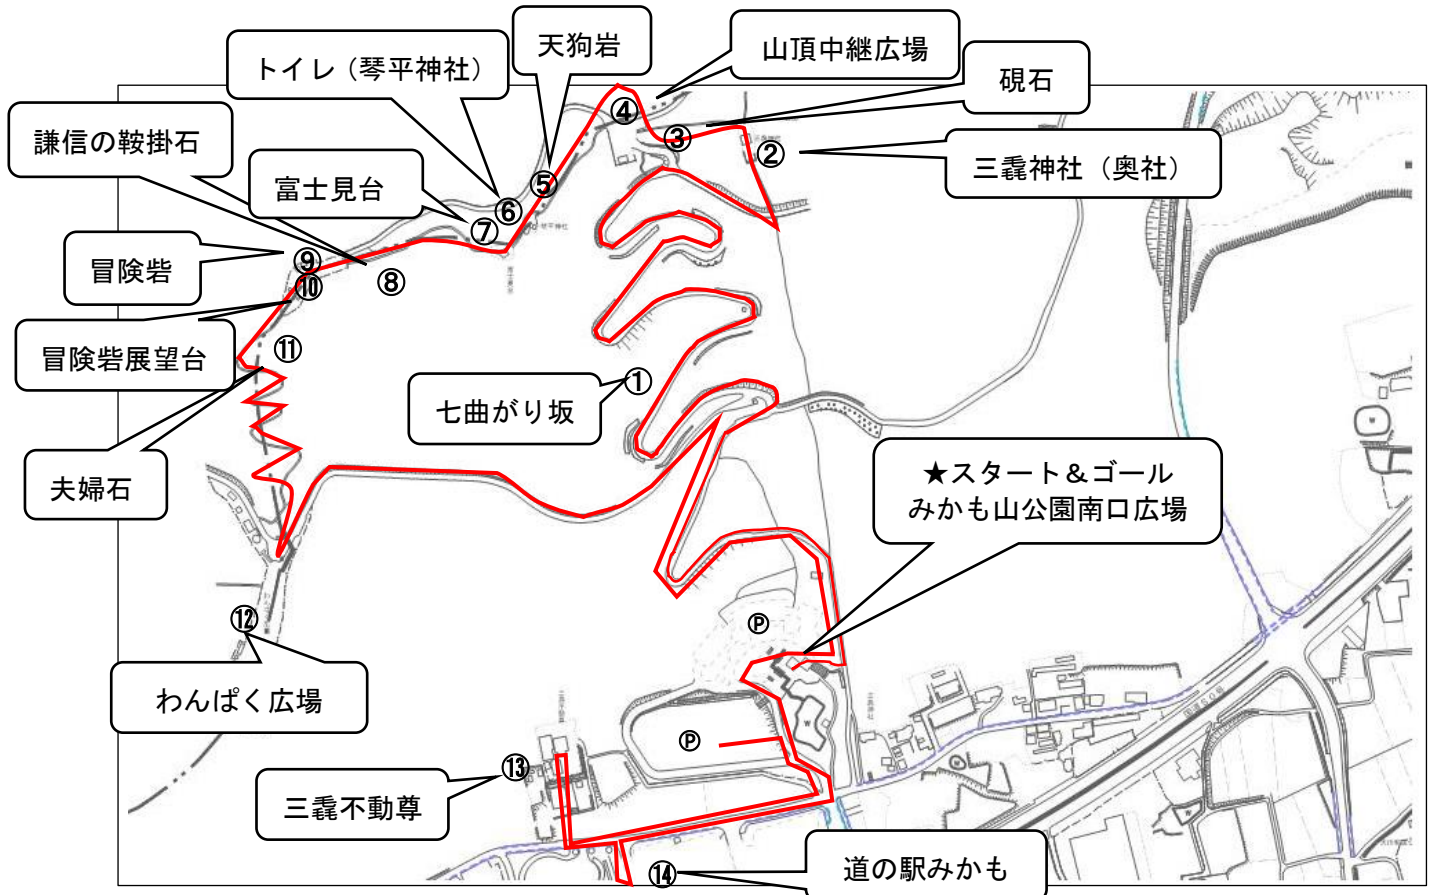 天狗岩
山頂中継広場
トイレ（琴平神社）
硯石
謙信の鞍掛石
富士見台
三毳神社（奥社）
冒険砦
冒険砦展望台
七曲がり坂
夫婦石
★スタート＆ゴール
みかも山公園南口広場
わんぱく広場
三毳不動尊
道の駅みかも
①
②
③
④
⑤
⑥
⑦
⑧
⑨
⑩
⑪
⑫
⑬
⑭
Ⓟ
Ⓟ